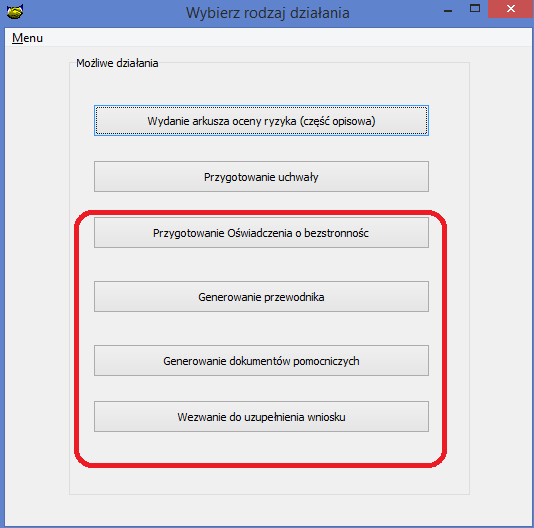 Wybierz rodzaj działania
Menu
Możliwe działania
Wydanie arkusza oceny ryzyka (część opisowa)
Przygotowanie uchwały
Przygotowanie Oświadczenia o bezstronnośc
Generowanie przewodnika
Generowanie dokumentów pomocniczych
Wezwanie do uzupełnienia wniosku